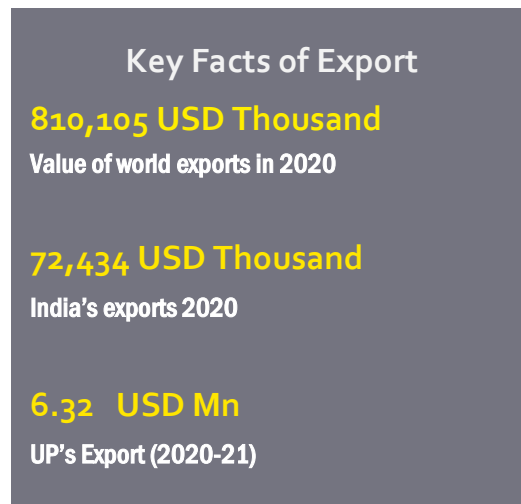 Key Facts of Export
810,105 USD Thousand
Value of world exports in 2020
72,434 USD Thousand
India's exports 2020
6.32 USD Mn
UP's Export (2020-21)